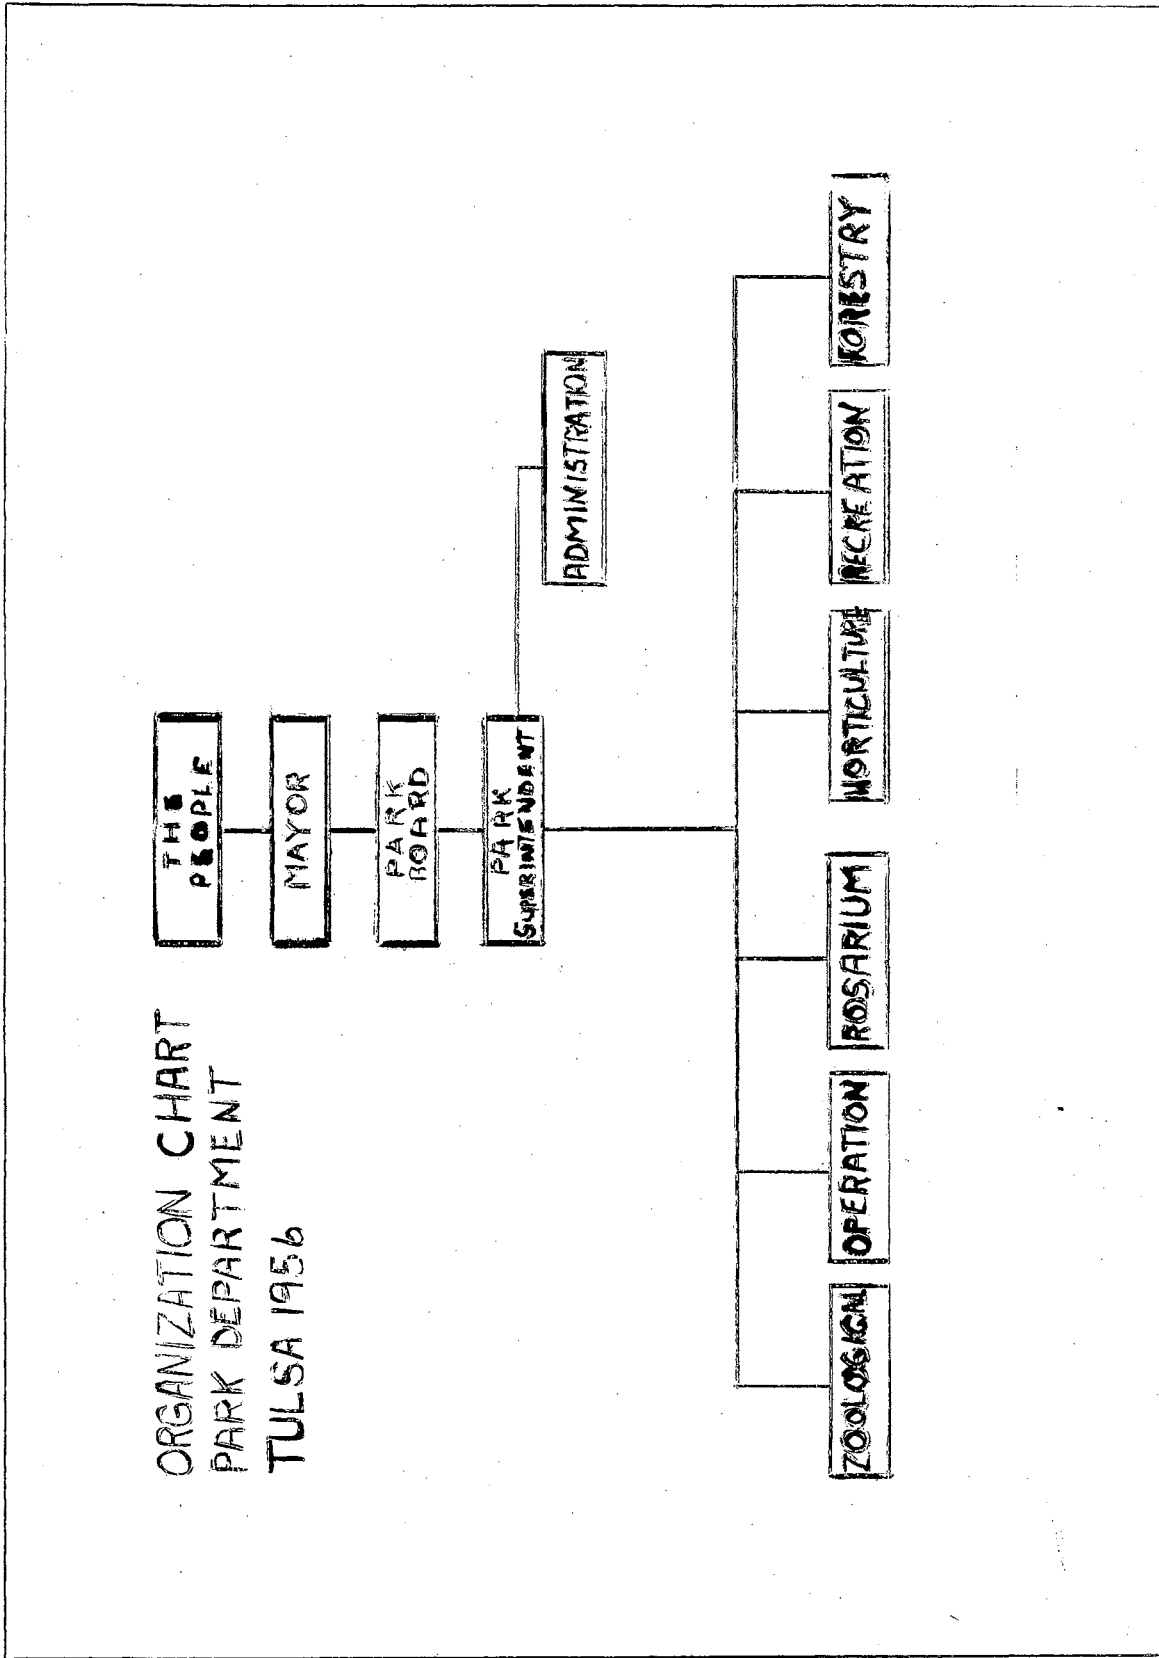 ORGANIZATION CHART
PARK DEPARTMENT
TULSA 1956
THE
PEOPLE
MAYOR
PARK
BOARD
PARK
SUPERINTENDENT
ADMINISTRATION
ZOOLOGICAL
OPERATION
ROSARIUM
HORTICULTURE
RECREATION
FORESTRY